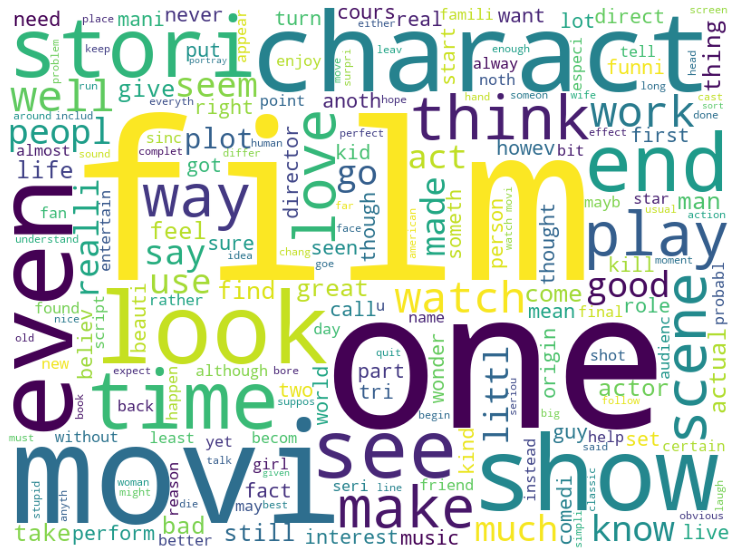 need
place
mani
never
turn
cours
real
famili
want
lot
direct
screen
keep
problem
put
appear
either
leav
enough
head
stori
charact
run
portray
enjoy
move
surpri
start
alway
especi
tell
thing
well
give
seem
everyth
noth
someon
wife
long
funni
cast
sort
around
includ
right
point
anoth
hope
hand
think
work
done
peopl
almost
sinc
plot
perfect
effect
first
sound
differ
human
kid
act
howev
bit
end
life
complet
got
director
love
go
star
man
fan
film
way
far
made
mayb
usual
action
even
understand
entertain
realli
feel
sure
chang
face
though
american
someth
watch movi
person
thought
play
moment
say
seen
idea
goe
kill
found
script
use
rather
find
great
watch
come
good
probabl
nice
believ
beauti
call
u
mean
final
role
scene
old
look
day
name
audience
actual
new
happen
although
two
world
quit
one
shot
expect
bore
part
wonder
littl
origin
actor
book
suppos
time
back
tri
begin
seriou
big
follow
must
without
least
yet
becom
see
guy
help
set
said
certain
movi
woman
talk
reason
girl
kind
instead
show
obvious
stupid
anyth
might
given
fact
seri
line
friend
make
comedi
classic
laugh
die
may
best
take
perform
bad
better
still
interest
music
much
simpli
know
live